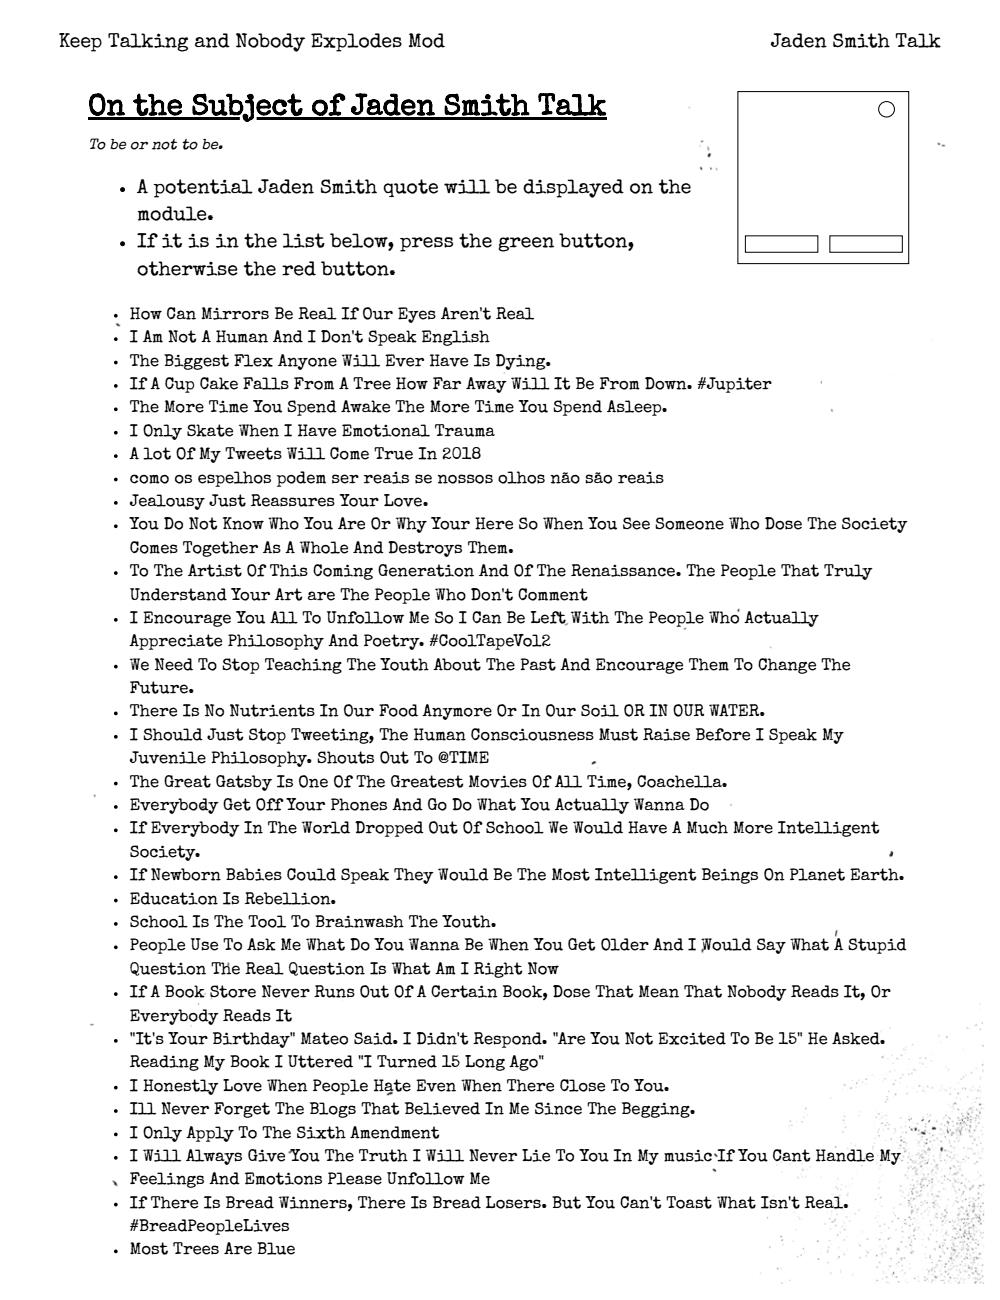 Keep Talking and Nobody Explodes Mod
Jaden Smith Talk
On the Subject of Jaden Smith Talk
To be or not to be.
• A potential Jaden Smith quote will be displayed on the
module.
• If it is in the list below, press the green button,
otherwise the red button.
• How Can Mirrors Be Real If Our Eyes Aren't Real
• I Am Not A Human And I Don't Speak English
• The Biggest Flex Anyone Will Ever Have Is Dying.
• If A Cup Cake Falls From A Tree How Far Away Will It Be From Down. #Jupiter
• The More Time You Spend Awake The More Time You Spend Asleep.
• I Only Skate When I Have Emotional Trauma
• A lot Of My Tweets Will Come True In 2018
• como os espelhos podem ser reais se nossos olhos não são reais
• Jealousy Just Reassures Your Love.
• You Do Not Know Who You Are Or Why Your Here So When You See Someone Who Dose The Society
Comes Together As A Whole And Destroys Them.
• To The Artist Of This Coming Generation And Of The Renaissance. The People That Truly
Understand Your Art are The People Who Don't Comment
• I Encourage You All To Unfollow Me So I Can Be Left With The People Who Actually
Appreciate Philosophy And Poetry. #CoolTapeVol2
• We Need To Stop Teaching The Youth About The Past And Encourage Them To Change The
Future.
• There Is No Nutrients In Our Food Anymore Or In Our Soil OR IN OUR WATER.
• I Should Just Stop Tweeting, The Human Consciousness Must Raise Before I Speak My
Juvenile Philosophy. Shouts Out To @TIME
• The Great Gatsby Is One Of The Greatest Movies Of All Time, Coachella.
• Everybody Get Off Your Phones And Go Do What You Actually Wanna Do
• If Everybody In The World Dropped Out Of School We Would Have A Much More Intelligent
Society.
• If Newborn Babies Could Speak They Would Be The Most Intelligent Beings On Planet Earth.
• Education Is Rebellion.
• School Is The Tool To Brainwash The Youth.
• People Use To Ask Me What Do You Wanna Be When You Get Older And I Would Say What A Stupid
Question The Real Question Is What Am I Right Now
• If A Book Store Never Runs Out Of A Certain Book, Dose That Mean That Nobody Reads It, Or
Everybody Reads It
• "It's Your Birthday" Mateo Said. I Didn't Respond. "Are You Not Excited To Be 15" He Asked.
Reading My Book I Uttered "I Turned 15 Long Ago"
• I Honestly Love When People Hate Even When There Close To You.
• Ill Never Forget The Blogs That Believed In Me Since The Begging.
• I Only Apply To The Sixth Amendment
• I Will Always Give You The Truth I Will Never Lie To You In My music If You Cant Handle My
Feelings And Emotions Please Unfollow Me
• If There Is Bread Winners, There Is Bread Losers. But You Can't Toast What Isn't Real.
#BreadPeopleLives
• Most Trees Are Blue